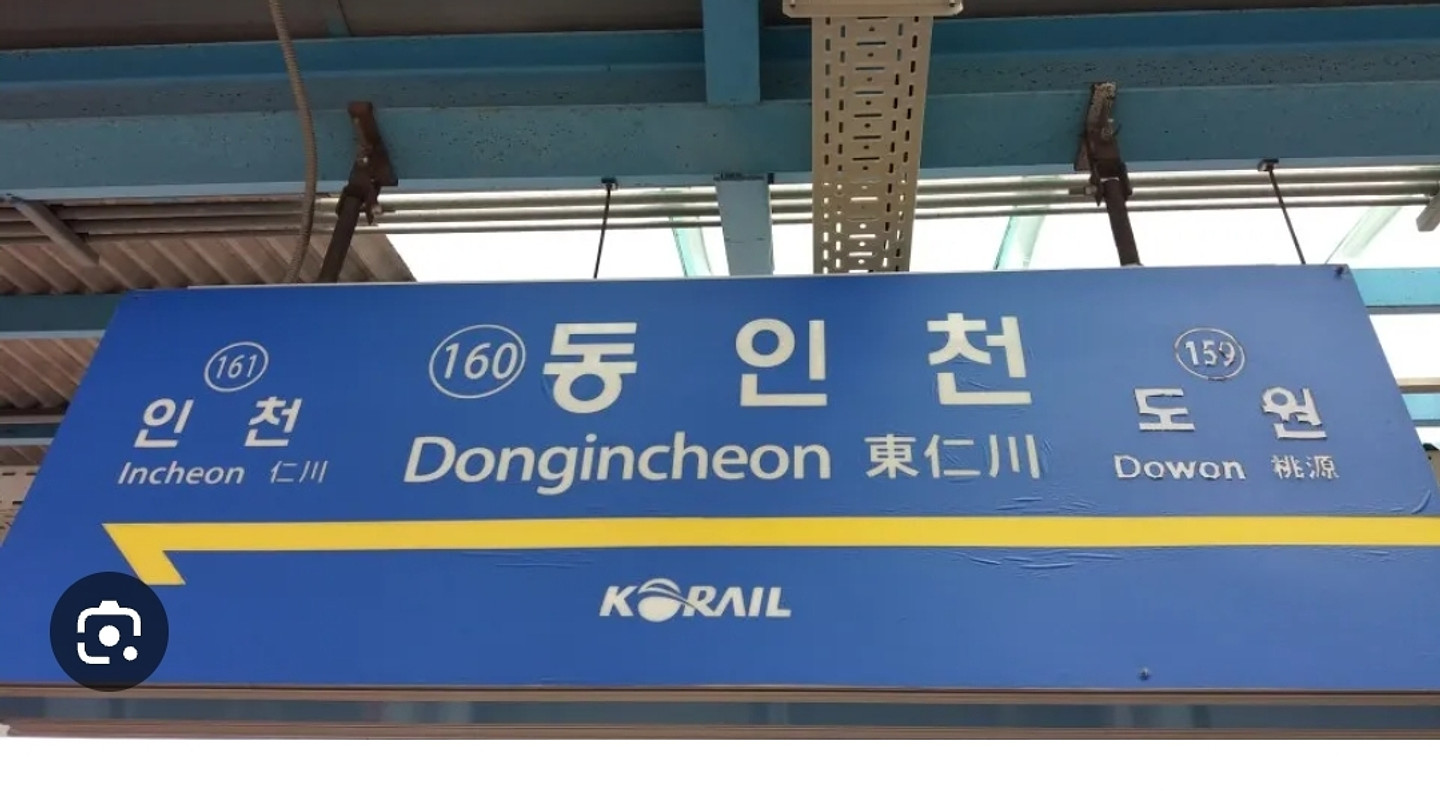 161
인 천
Incheon 仁川
160 동 인 천
Dongincheon 東仁川
159
도 원
Dowon 桃源
KORAIL